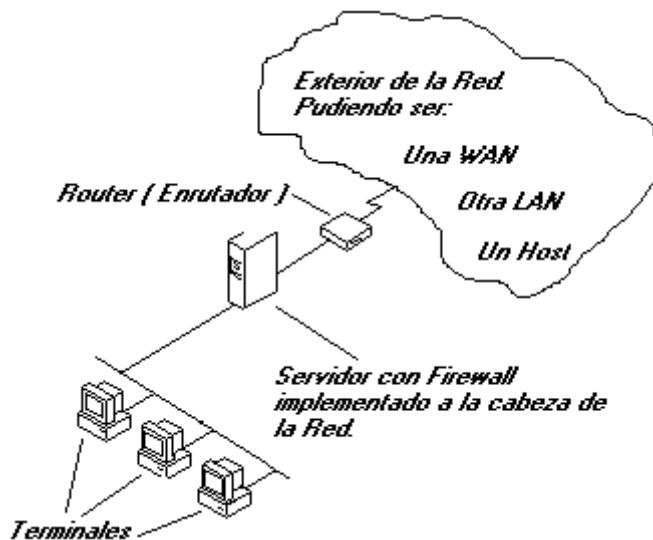 Exterior de la Red.
Pudiendo ser:
Una WAN
Otra LAN
Un Host
Router ( Enrutador )
Servidor con Firewall
implementado a la cabeza de
la Red.
Terminales